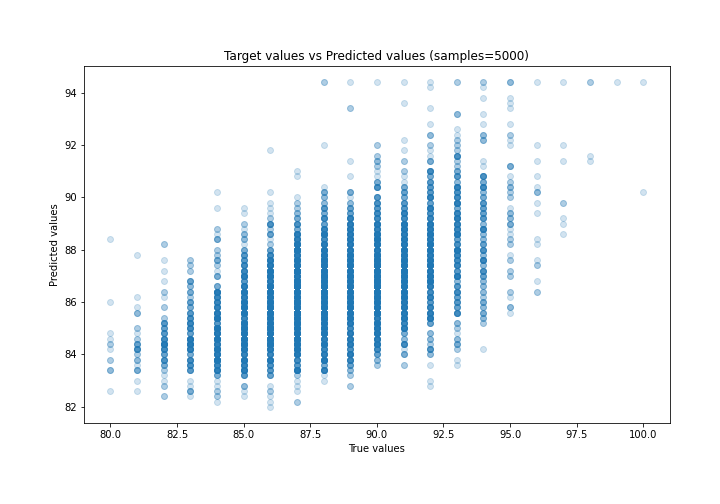 Target values vs Predicted values (samples=5000)
94
92
90
88
86
84
82
Predicted values
80.0 82.5 85.0 87.5 90.0 92.5 95.0 97.5 100.0
True values